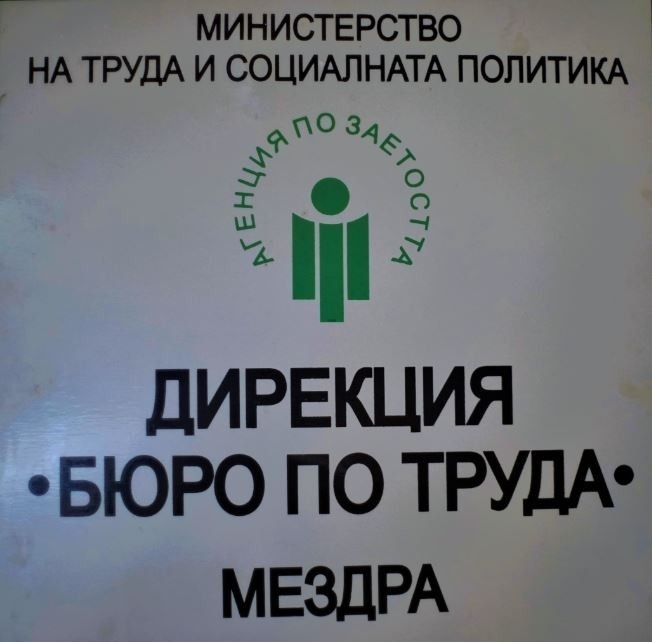 МИНИСТЕРСТВО
НА ТРУДА И СОЦИАЛНАТА ПОЛИТИКА
АГЕНЦИЯ ПО ЗАЕТОСТТА
ДИРЕКЦИЯ
•БЮРО ПО ТРУДА•
МЕЗДРА